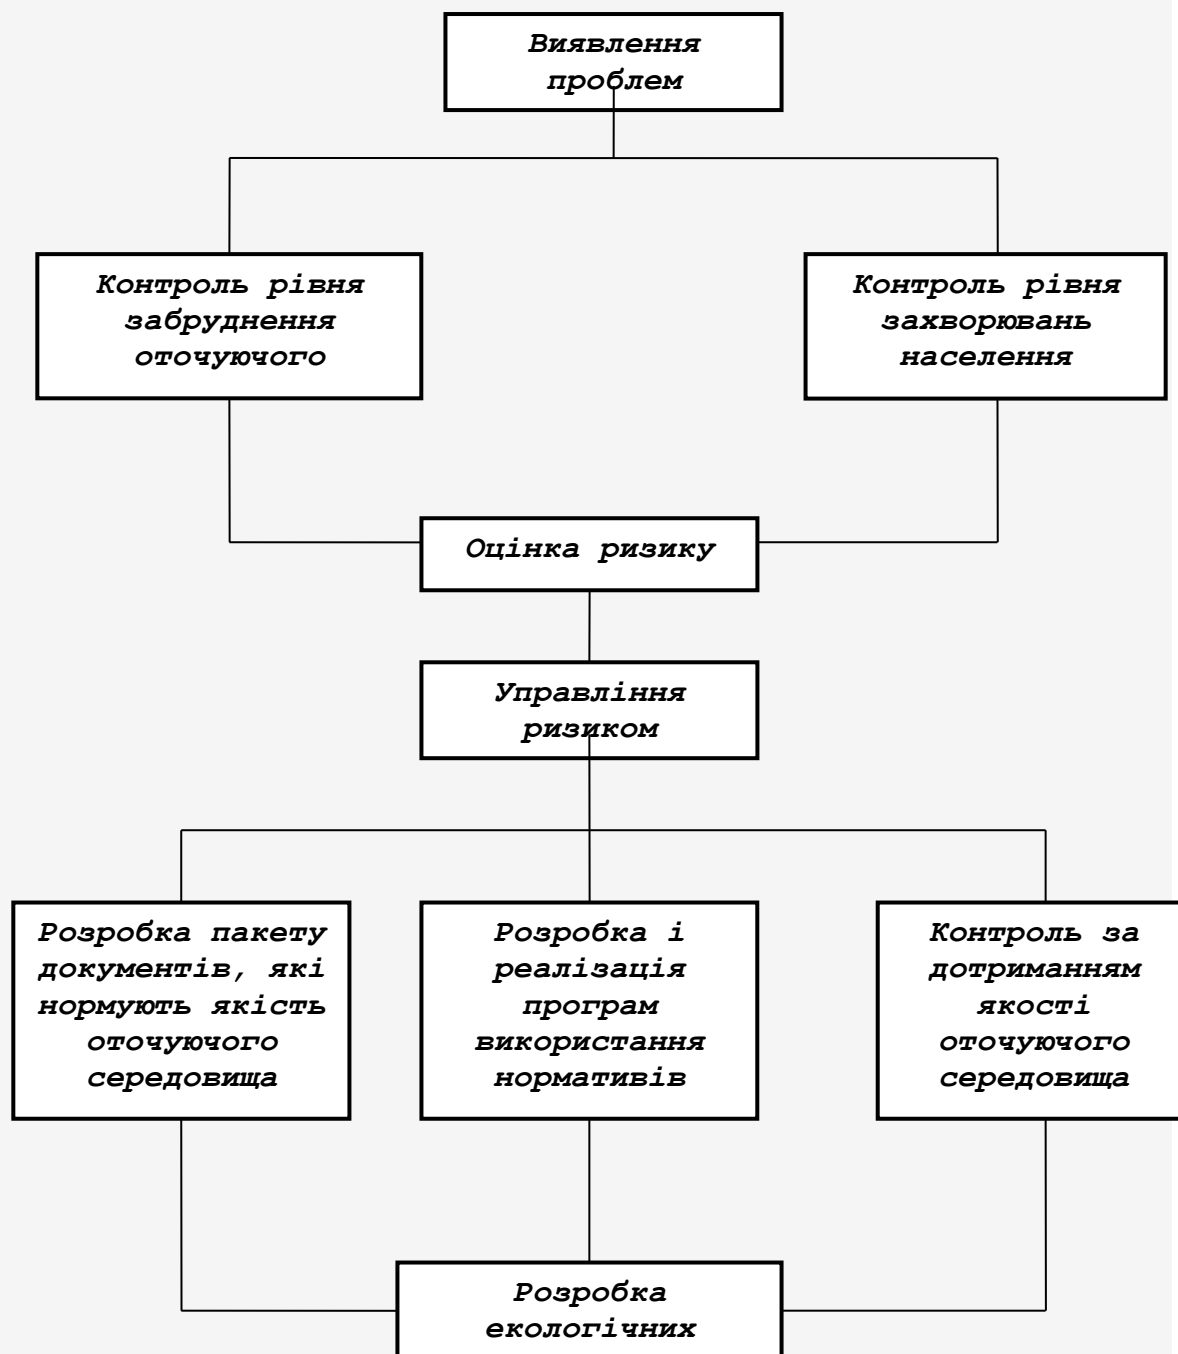 Виявлення
проблем
Контроль рівня
забруднення
оточуючого
Контроль рівня
захворювань
населення
Оцінка ризику
Управління
ризиком
Розробка пакету
документів, які
нормують якість
оточуючого
середовища
Розробка і
реалізація
програм
використання
нормативів
Контроль за
дотриманням
якості
оточуючого
середовища
Розробка
екологічних